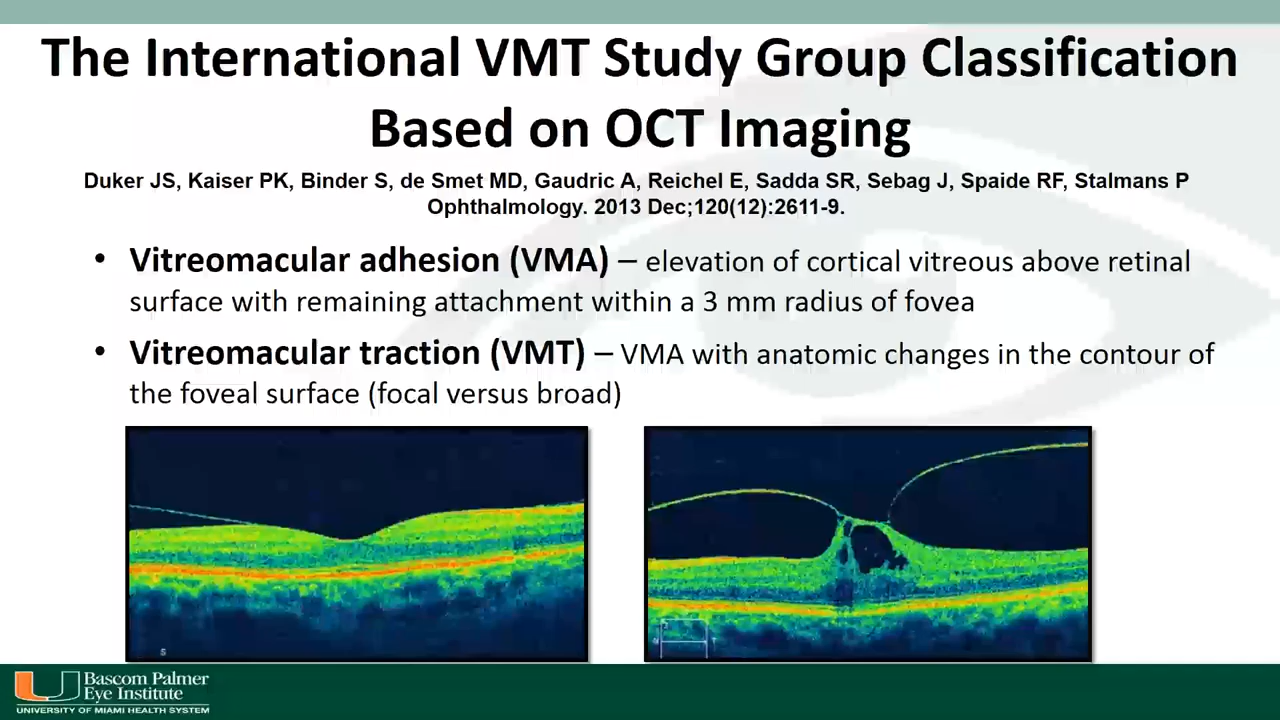 The International VMT Study Group Classification
Based on OCT Imaging
Duker JS, Kaiser PK, Binder S, de Smet MD, Gaudric A, Reichel E, Sadda SR, Sebag J, Spaide RF, Stalmans P
Ophthalmology. 2013 Dec;120(12):2611-9.
• Vitreomacular adhesion (VMA) – elevation of cortical vitreous above retinal
surface with remaining attachment within a 3 mm radius of fovea
• Vitreomacular traction (VMT) – VMA with anatomic changes in the contour of
the foveal surface (focal versus broad)
S
T
Bascom Palmer
Eye Institute
UNIVERSITY OF MIAMI HEALTH SYSTEM